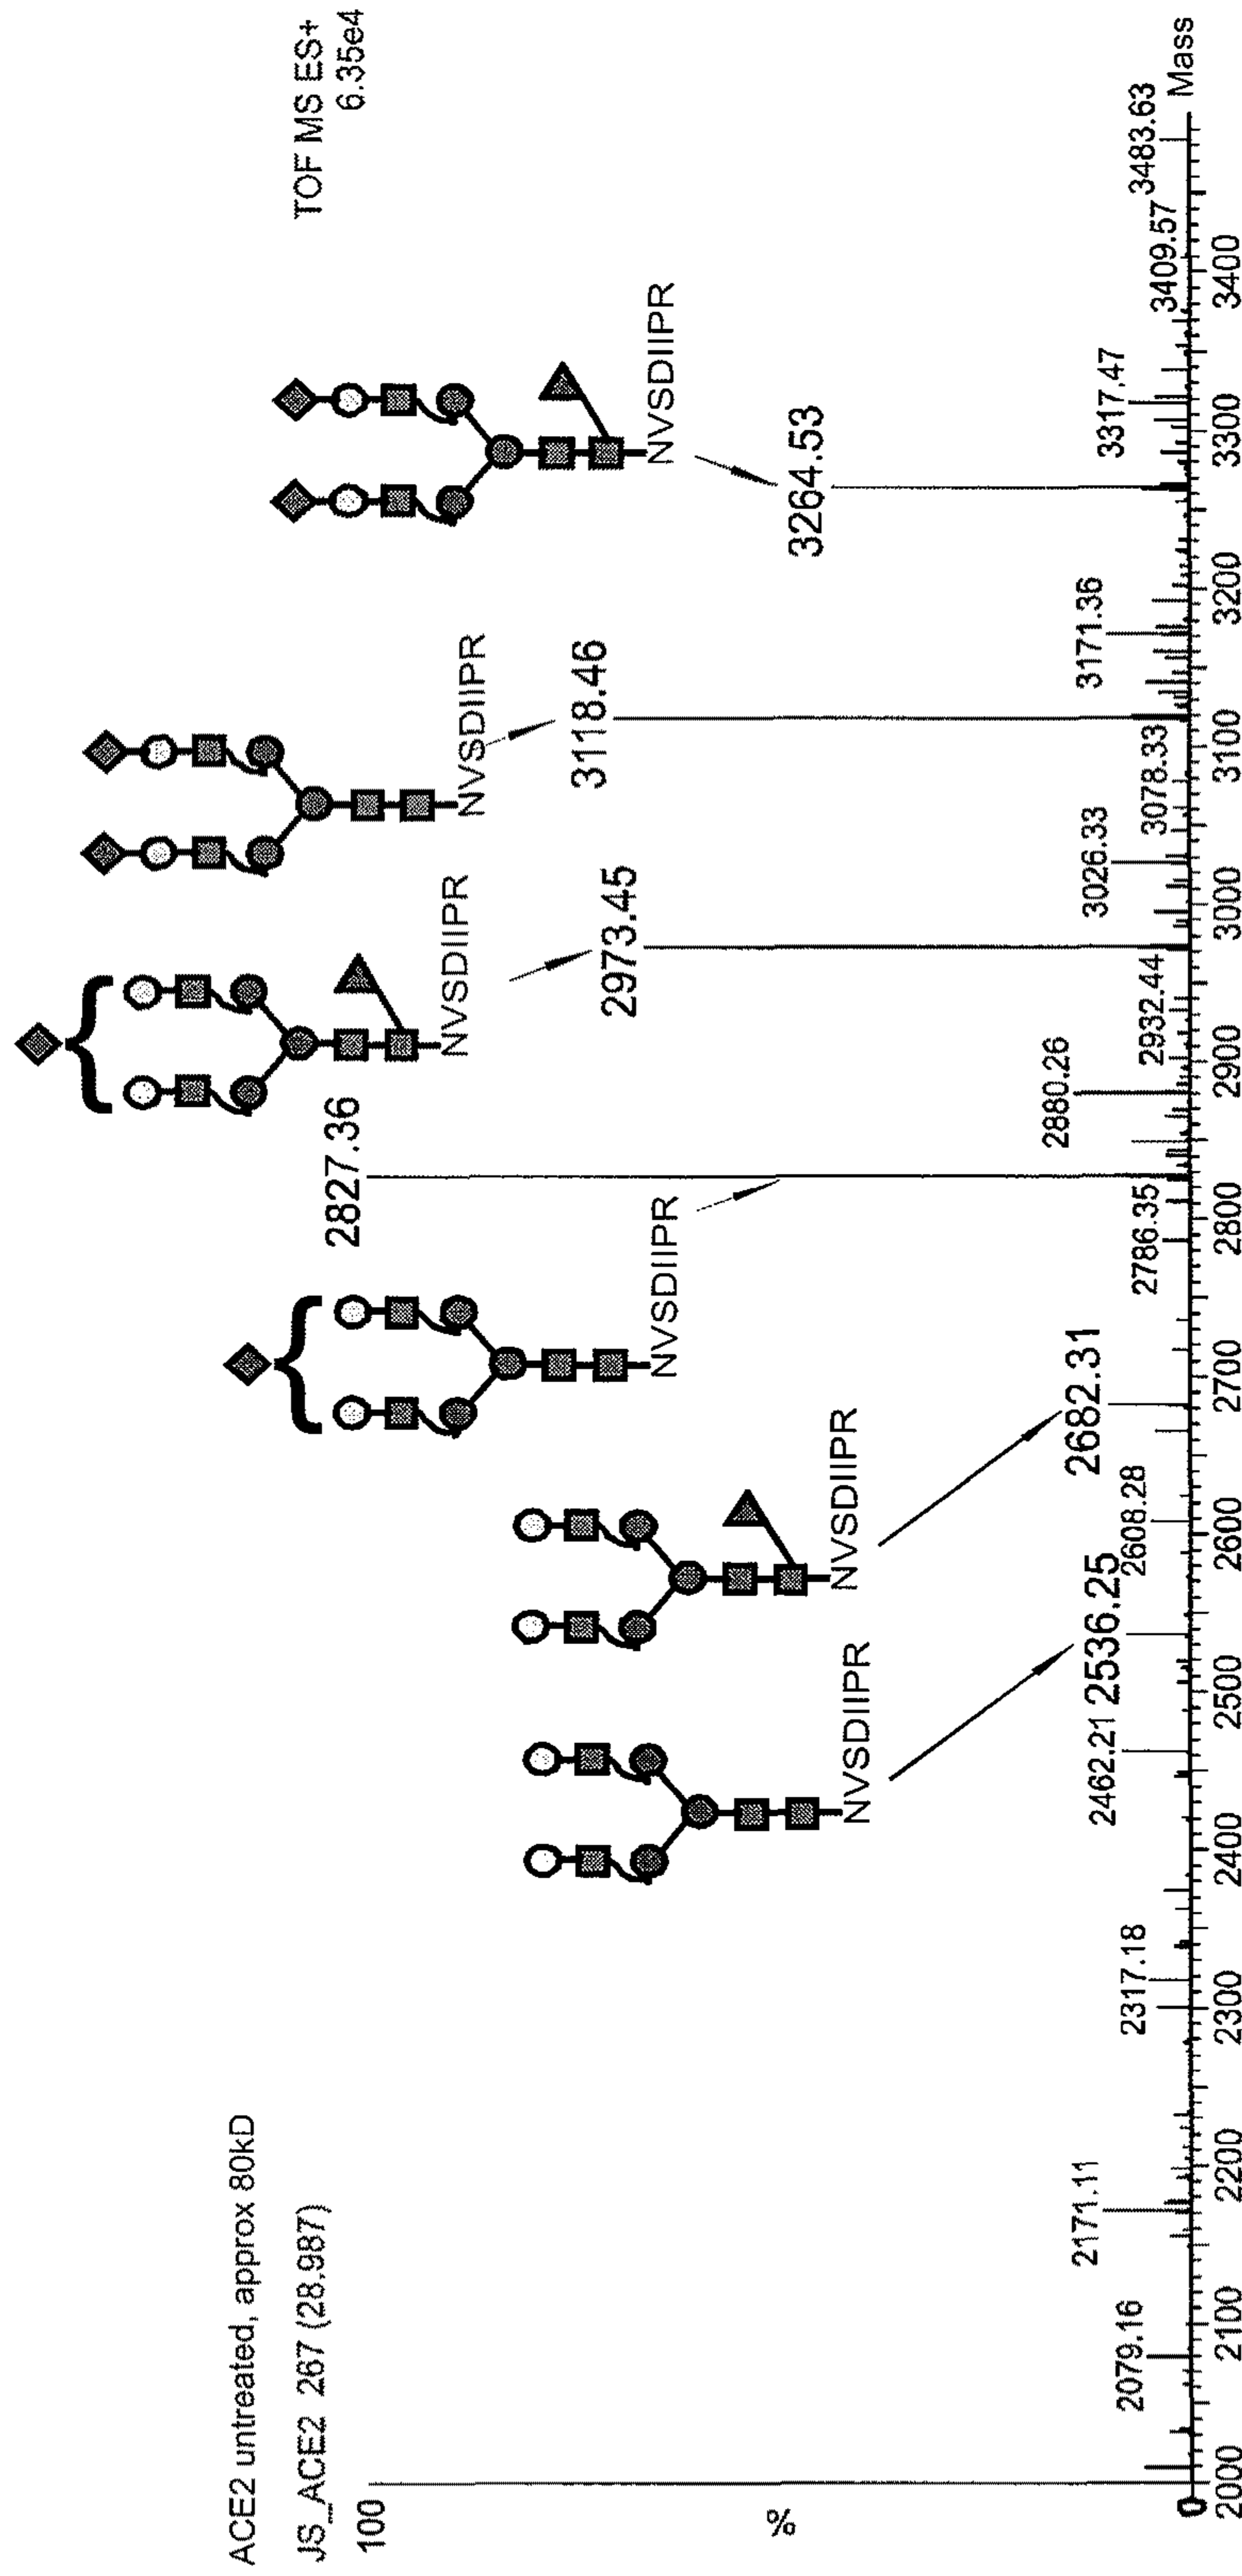 ACE2 untreated, approx 80kD
JS_ACE2 267 (28.987)
TOF MS ES+
6.35e4
100
%
0
NVSDIIPR
NVSDIIPR
NVSDIIPR
NVSDIIPR
NVSDIIPR
NVSDIIPR
2079.16
2171.11
2317.18
2462.21
2536.25
2608.28
2682.31
2786.35
2827.36
2880.26
2932.44
2973.45
3026.33
3078.33
3118.46
3171.36
3264.53
3317.47
3409.57
3483.63
2000 2100 2200 2300 2400 2500 2600 2700 2800 2900 3000 3100 3200 3300 3400
Mass